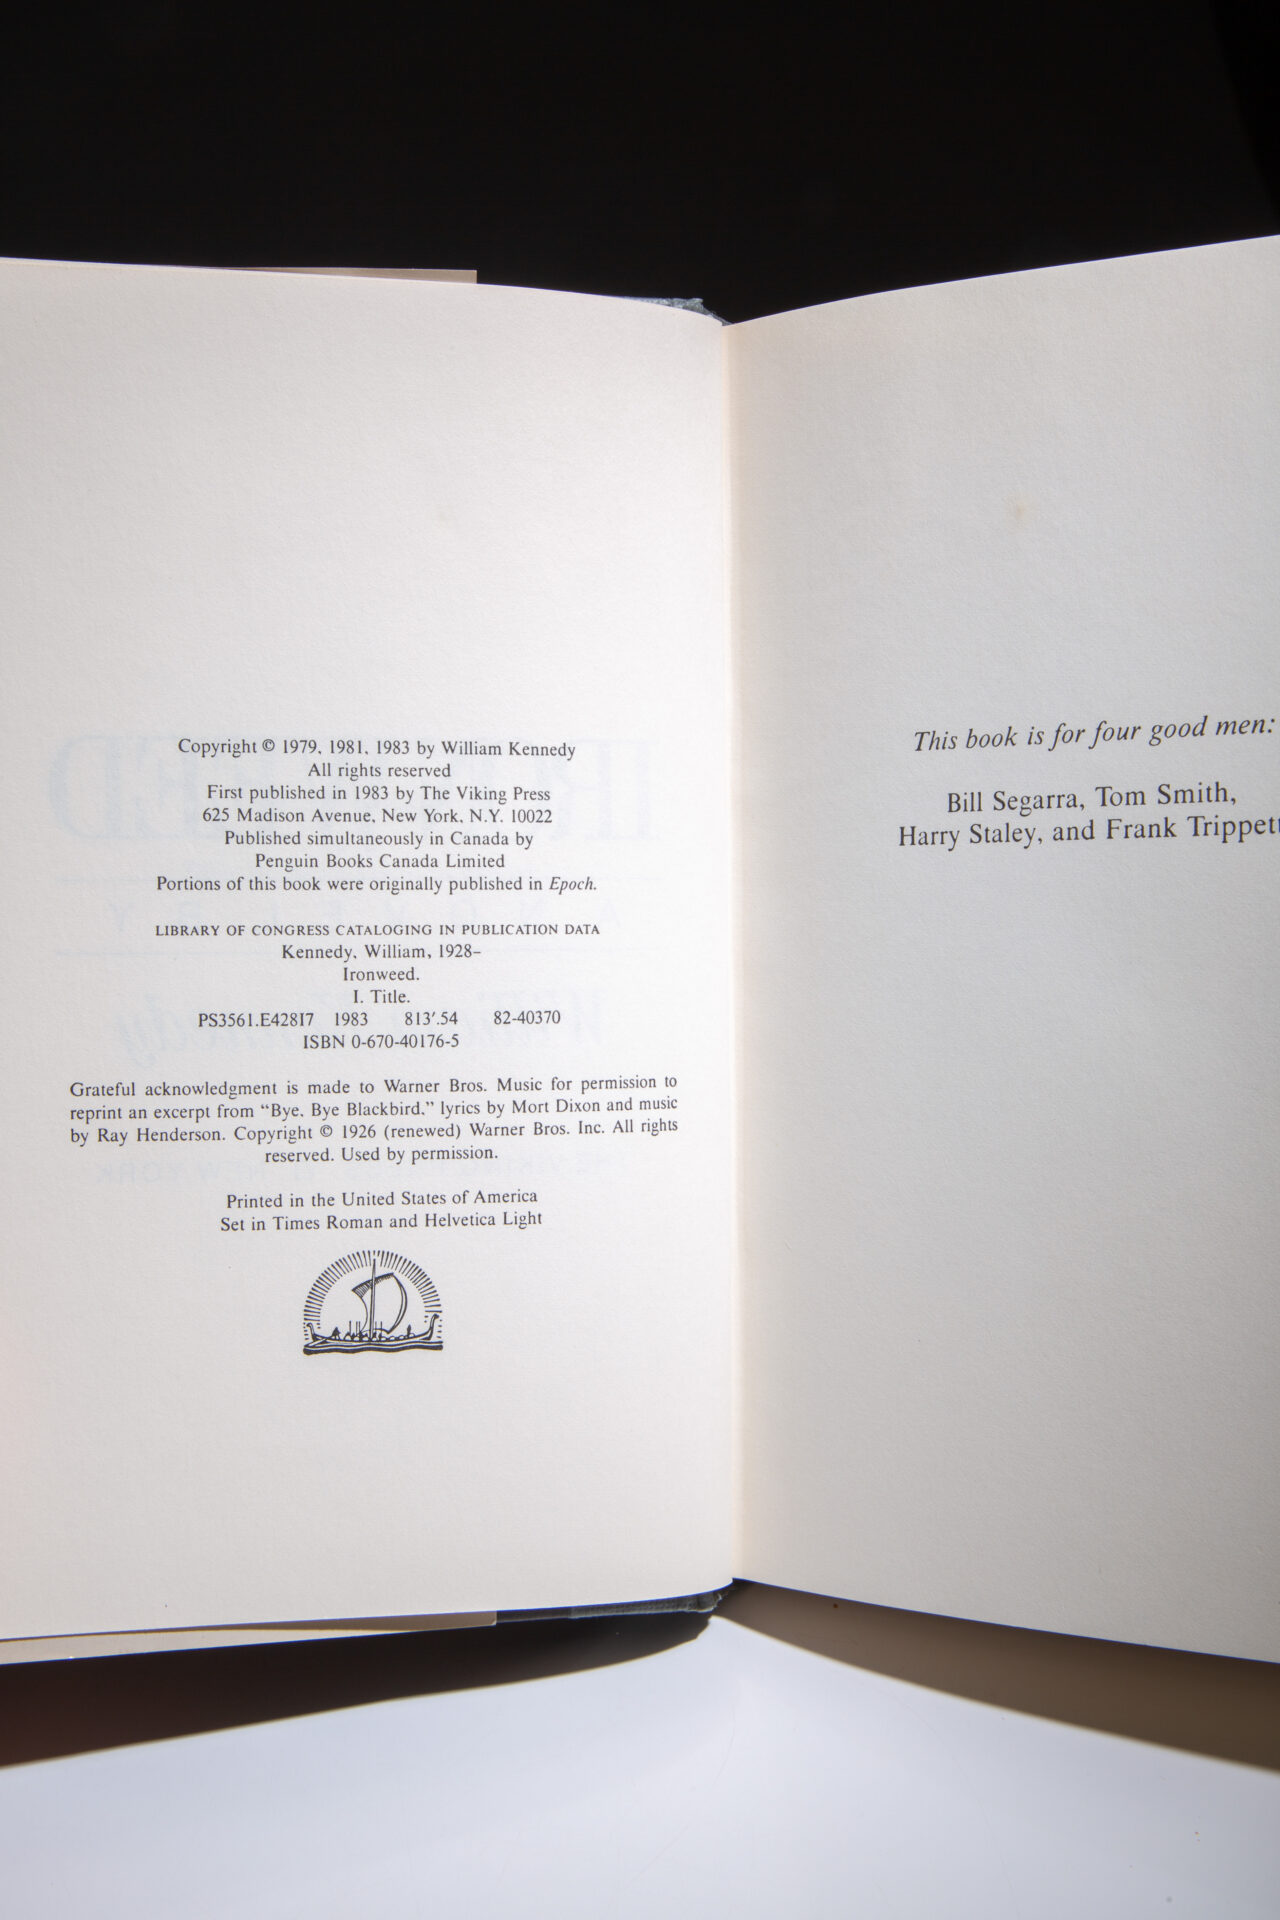 Copyright © 1979, 1981, 1983 by William Kennedy
All rights reserved
First published in 1983 by The Viking Press
625 Madison Avenue, New York, N.Y. 10022
Published simultaneously in Canada by
Penguin Books Canada Limited
Portions of this book were originally published in Epoch.
LIBRARY OF CONGRESS CATALOGING IN PUBLICATION DATA
Kennedy, William, 1928–
Ironweed.
I. Title.
PS3561.E428I7 1983 813′.54 82-40370
ISBN 0-670-40176-5
Grateful acknowledgment is made to Warner Bros. Music for permission to
reprint an excerpt from “Bye, Bye Blackbird,” lyrics by Mort Dixon and music
by Ray Henderson. Copyright © 1926 (renewed) Warner Bros. Inc. All rights
reserved. Used by permission.
Printed in the United States of America
Set in Times Roman and Helvetica Light
This book is for four good men:
Bill Segarra, Tom Smith,
Harry Staley, and Frank Trippett